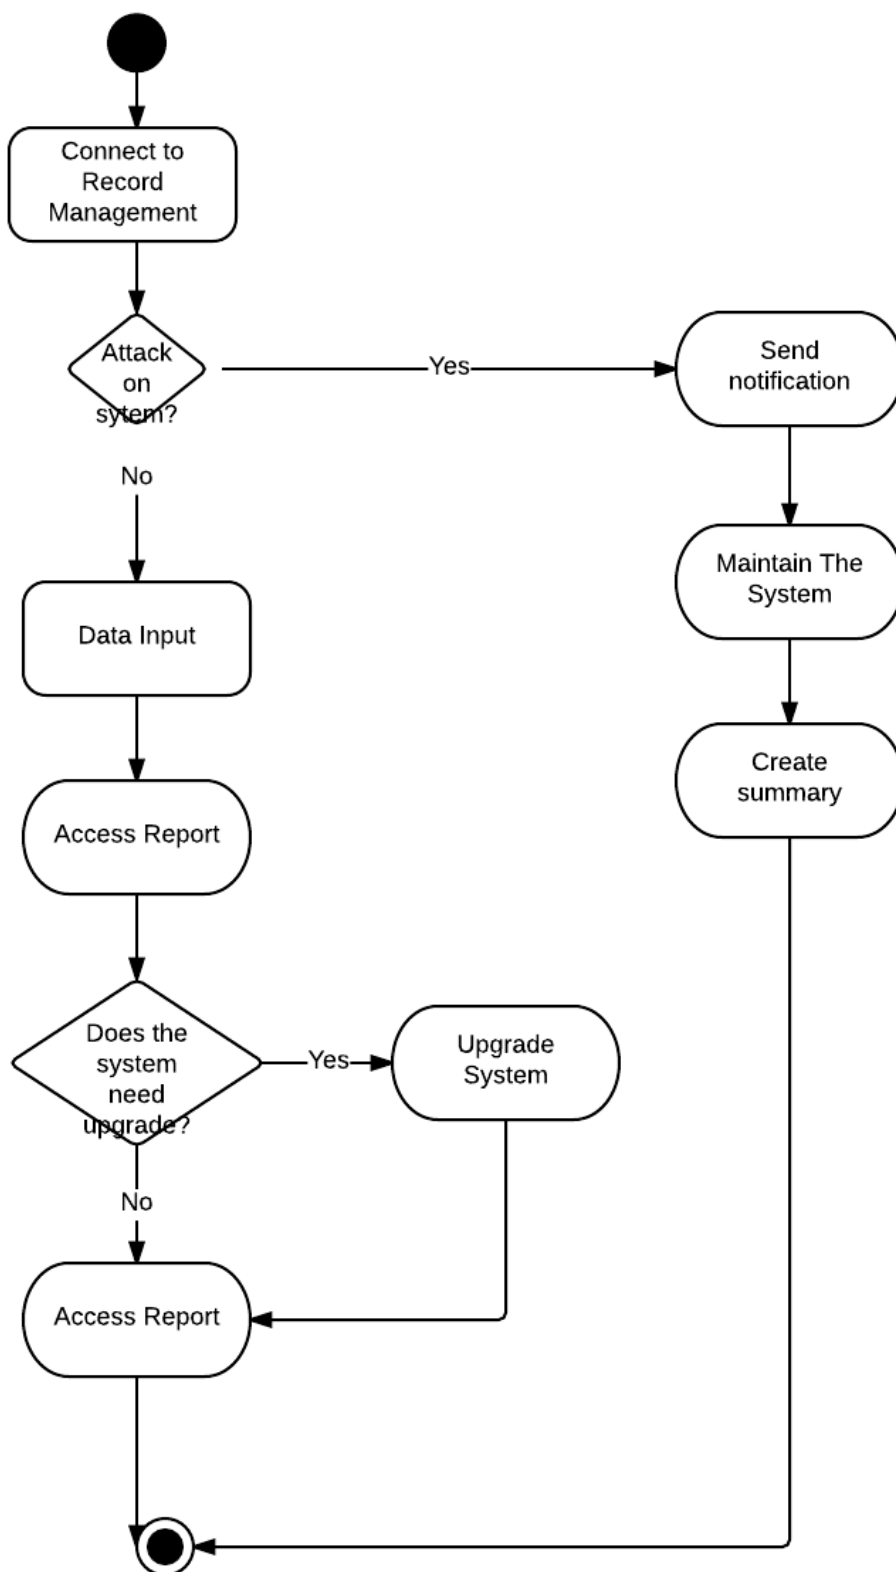 Connect to
Record
Management
Attack
on
sytem?
Yes
Send
notification
No
Maintain The
System
Data Input
Create
summary
Access Report
Does the
system
need
upgrade?
Yes
Upgrade
System
No
Access Report